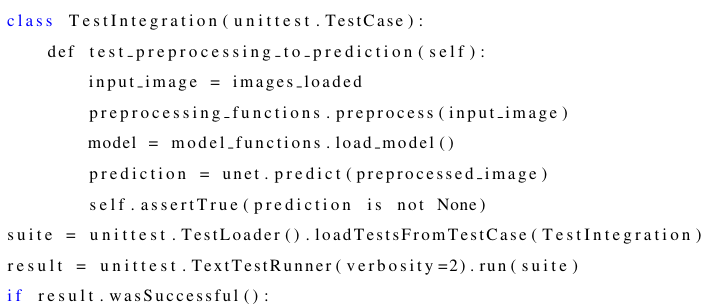 class TestIntegration(unittest.TestCase):
    def test_preprocessing_to_prediction(self):
        input_image = images_loaded
        preprocessing_functions.preprocess(input_image)
        model = model_functions.load_model()
        prediction = unet.predict(preprocessed_image)
        self.assertTrue(prediction is not None)
suite = unittest.TestLoader().loadTestsFromTestCase(TestIntegration)
result = unittest.TextTestRunner(verbosity=2).run(suite)
if result.wasSuccessful():